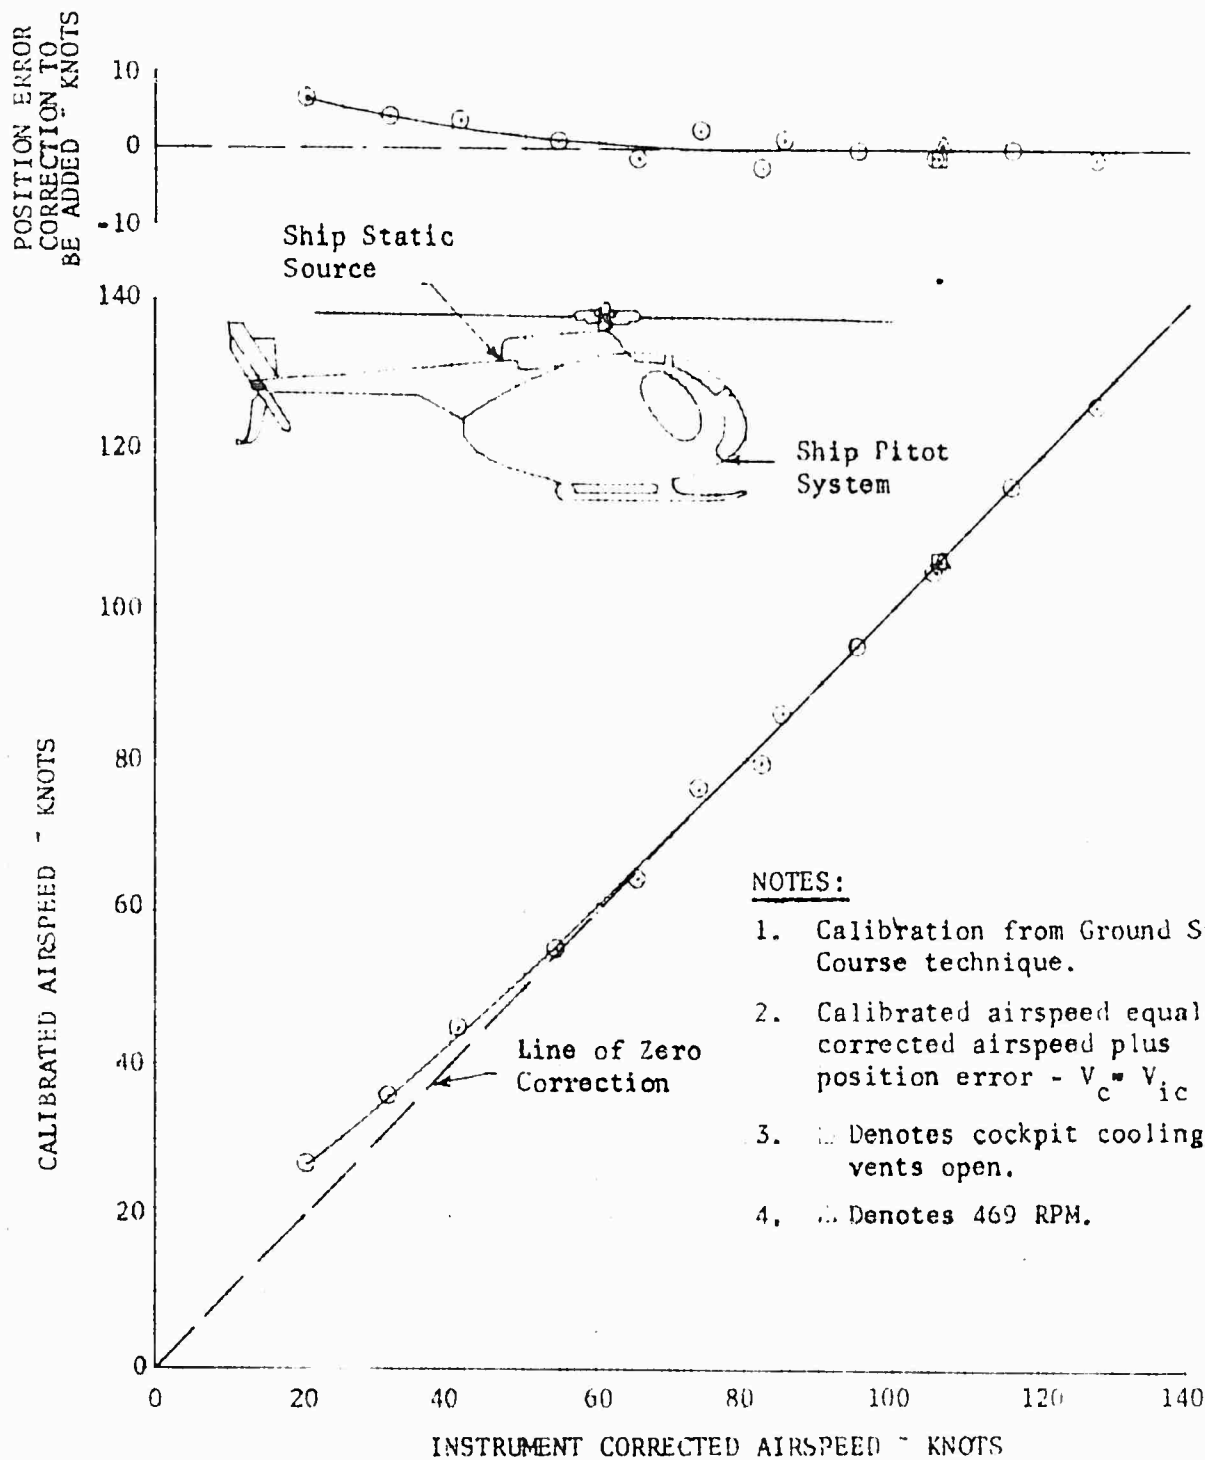 POSITION ERROR
CORRECTION TO
BE ADDED ~ KNOTS
10
0
-10
Ship Static
Source
140
120
100
80
60
40
20
0
Ship Pitot
System
CALIBRATED AIRSPEED ~ KNOTS
Line of Zero
Correction
NOTES:
1. Calibration from Ground
Course technique.
2. Calibrated airspeed equal
corrected airspeed plus
position error - Vc = Vic
3. Denotes cockpit cooling
vents open.
4. Denotes 469 RPM.
0 20 40 60 80 100 120 140
INSTRUMENT CORRECTED AIRSPEED ~ KNOTS